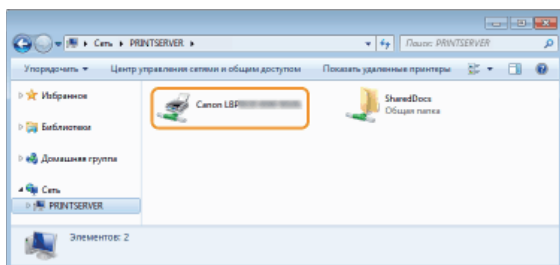 Сеть ▸ PRINTSERVER ▸
Поиск: PRINTSERVER
Упорядочить
Центр управления сетями и общим доступом
Показать удаленные принтеры
Избранное
Canon LBP
SharedDocs
Общая папка
Библиотеки
Домашняя группа
Сеть
PRINTSERVER
Элементов: 2